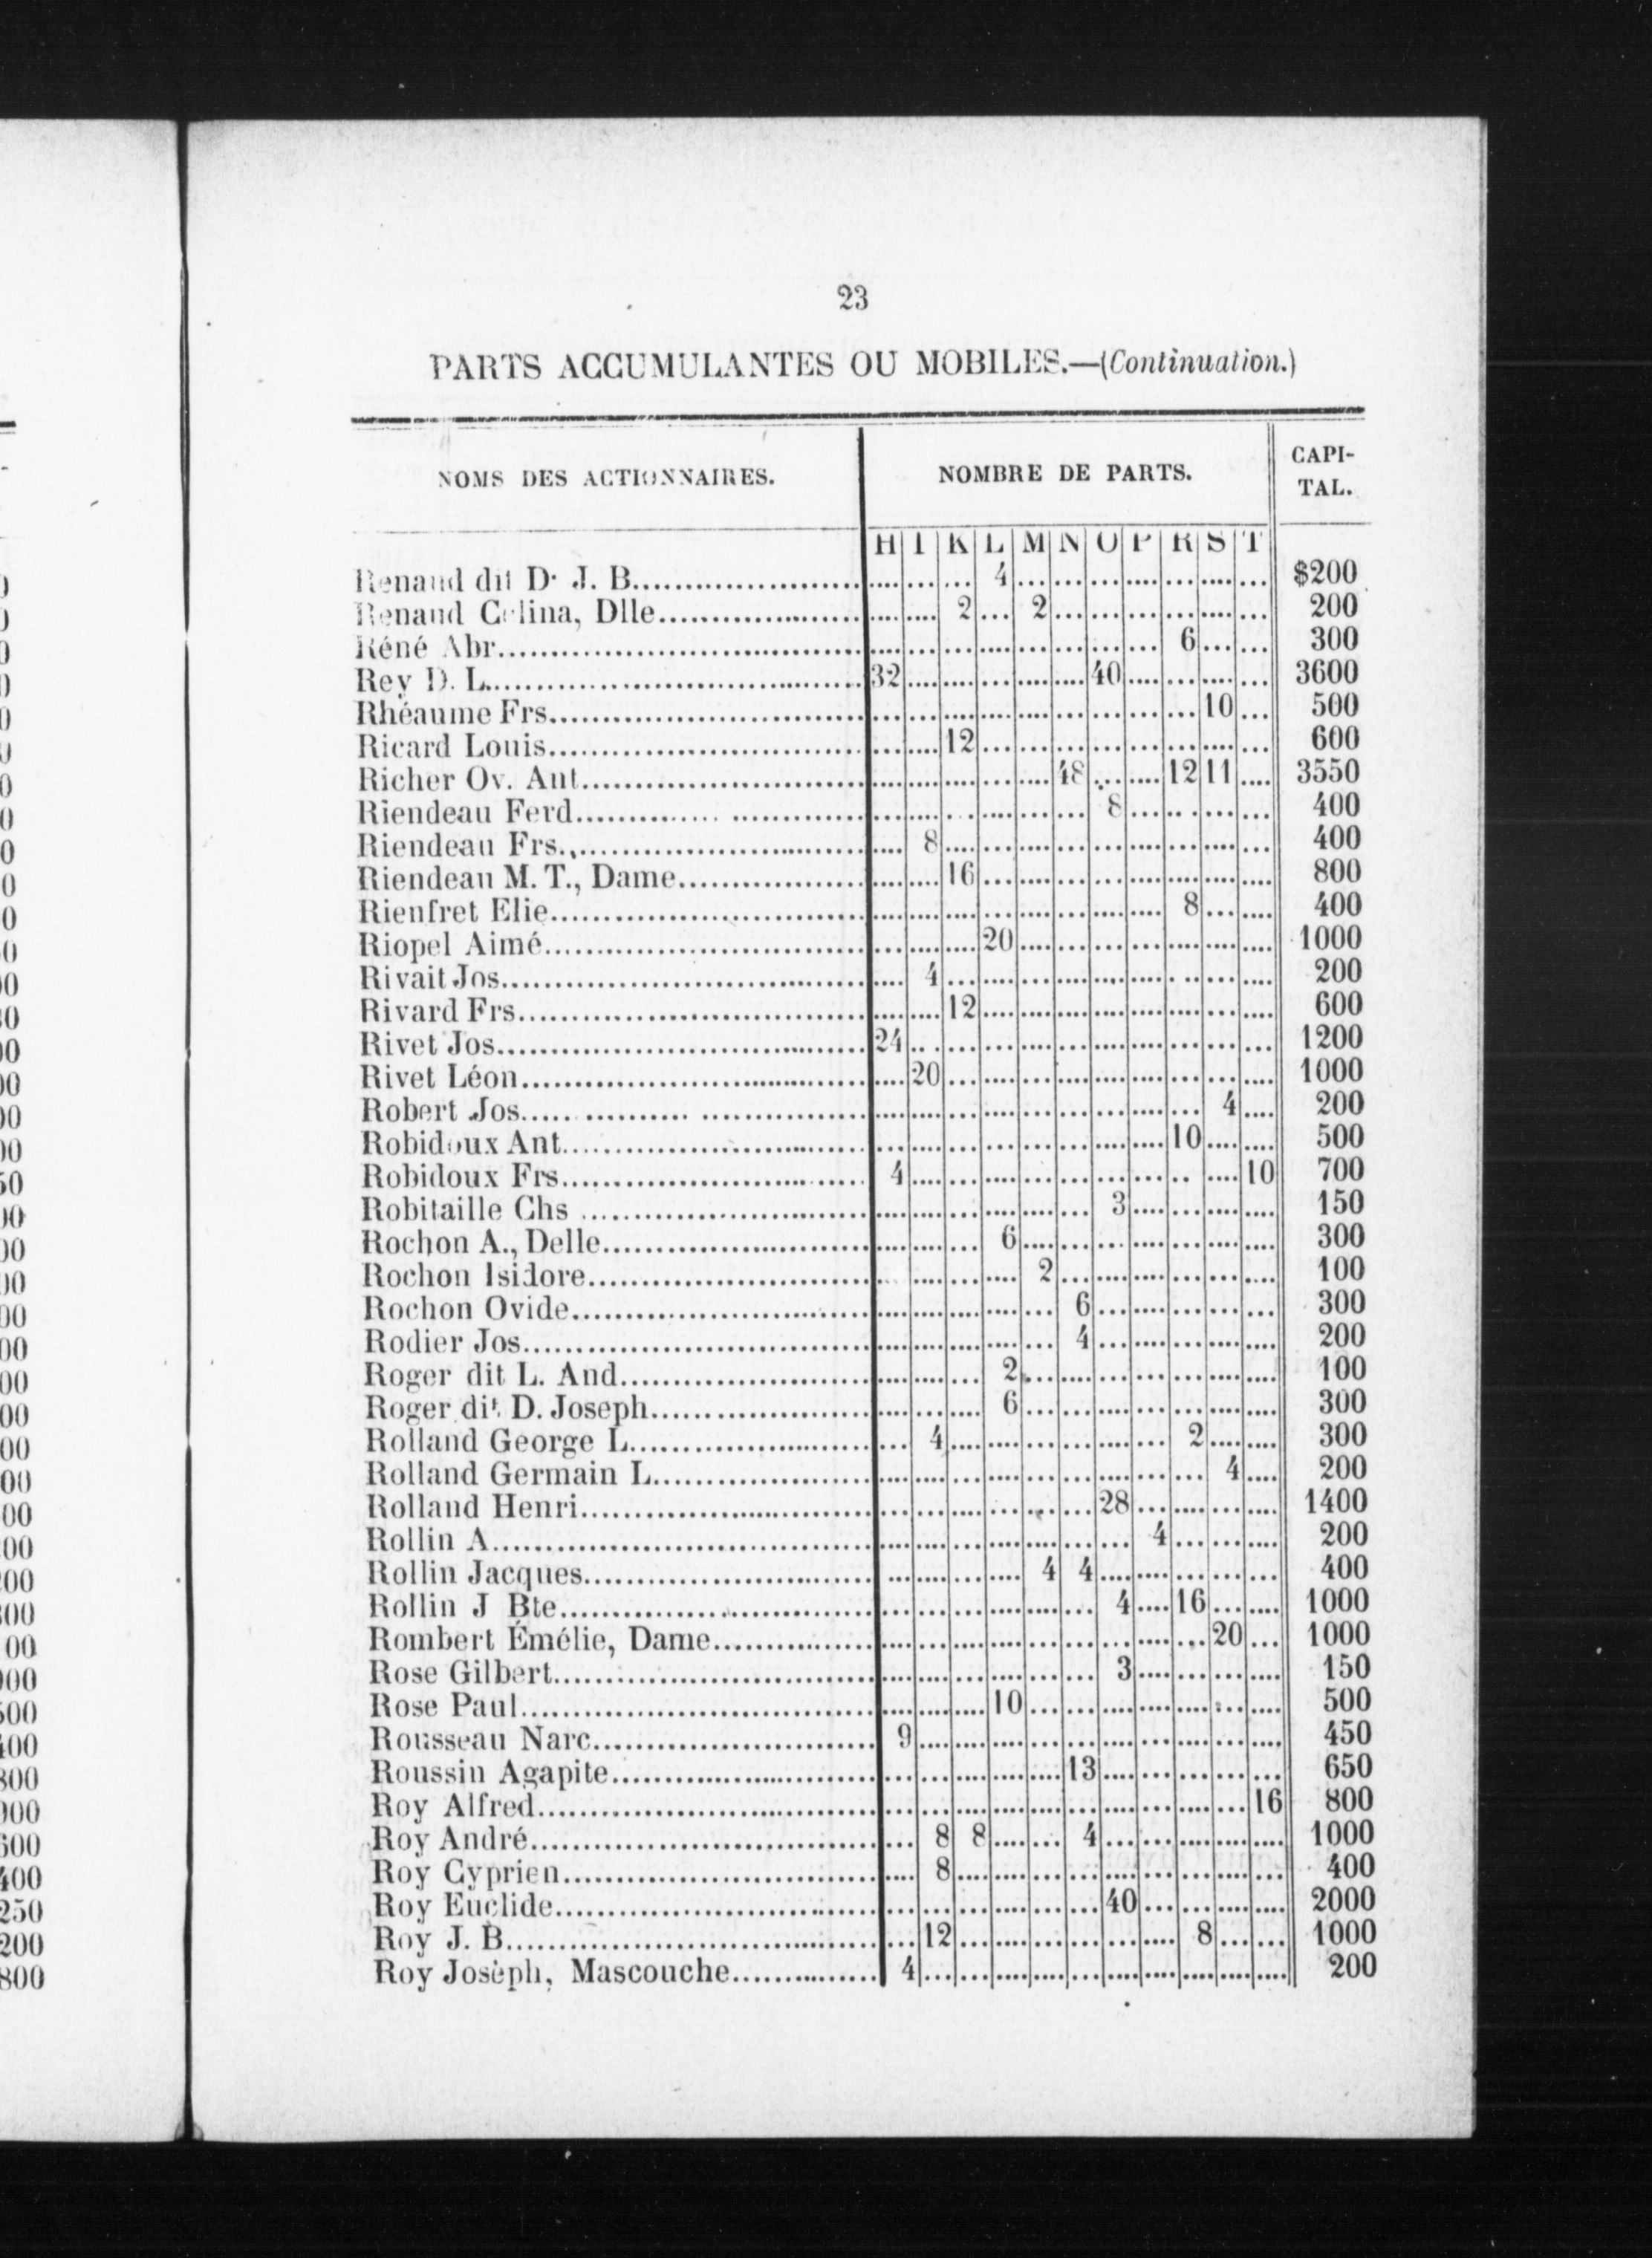 23
PARTS ACCUMULANTES OU MOBILES.—(Continuation.)
NOMS DES ACTIONNAIRES. NOMBRE DE PARTS. CAPI-
TAL.
H I K L M N O P R S T
Renaud dit D. J. B. 4 $200
Renaud Celina, Dlle 2 2 200
Réné Abr. 6 300
Rey D. L. 32 40 3600
Rhéaume Frs. 10 500
Ricard Louis 12 600
Richer Ov. Ant. 48 12 11 3550
Riendeau Ferd. 8 400
Riendeau Frs., 8 400
Riendeau M. T., Dame 16 800
Rienfret Elie 8 400
Riopel Aimé 20 1000
Rivait Jos. 4 200
Rivard Frs. 12 600
Rivet Jos. 24 1200
Rivet Léon 20 1000
Robert Jos. 4 200
Robidoux Ant. 10 500
Robidoux Frs. 4 10 700
Robitaille Chs 3 150
Rochon A., Delle 6 300
Rochon Isidore 2 100
Rochon Ovide 6 300
Rodier Jos. 4 200
Roger dit L. And. 2 100
Roger dit D. Joseph 6 300
Rolland George L. 4 2 300
Rolland Germain L. 4 200
Rolland Henri 28 1400
Rollin A. 4 200
Rollin Jacques 4 4 400
Rollin J Bte. 4 16 1000
Rombert Émélie, Dame 20 1000
Rose Gilbert 3 150
Rose Paul 10 500
Rousseau Narc. 9 450
Roussin Agapite 13 650
Roy Alfred 16 800
Roy André 8 8 4 1000
Roy Cyprien 8 400
Roy Euclide 40 2000
Roy J. B. 12 8 1000
Roy Joseph, Mascouche 4 200